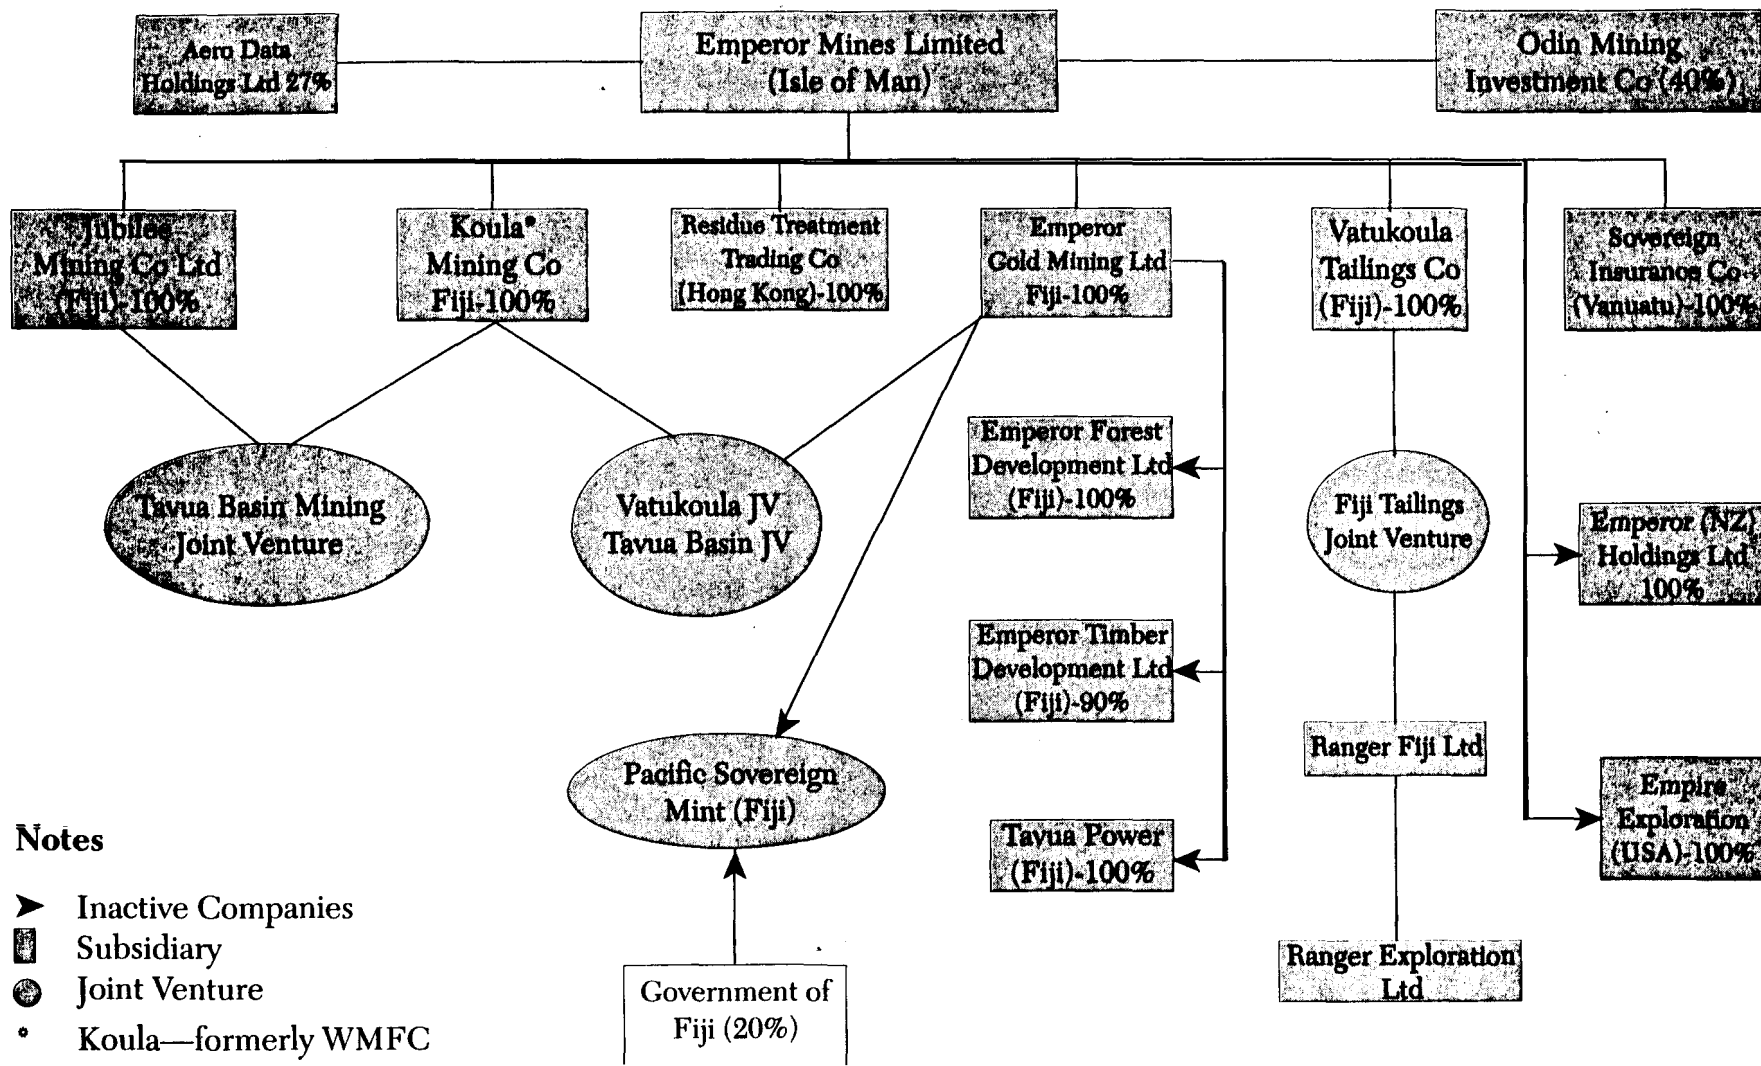 Aero Data
Holdings Ltd 27%
Emperor Mines Limited
(Isle of Man)
Odin Mining
Investment Co (40%)
Jubilee
Mining Co Ltd
(Fiji)-100%
Koula*
Mining Co
Fiji-100%
Residue Treatment
Trading Co
(Hong Kong)-100%
Emperor
Gold Mining Ltd
Fiji-100%
Vatukoula
Tailings Co
(Fiji)-100%
Sovereign
Insurance Co
(Vanuatu)-100%
Tavua Basin Mining
Joint Venture
Vatukoula JV
Tavua Basin JV
Emperor Forest
Development Ltd
(Fiji)-100%
Fiji Tailings
Joint Venture
Emperor (NZ)
Holdings Ltd
100%
Emperor Timber
Development Ltd
(Fiji)-90%
Pacific Sovereign
Mint (Fiji)
Ranger Fiji Ltd
Empire
Exploration
(USA)-100%
Tavua Power
(Fiji)-100%
Ranger Exploration
Ltd
Government of
Fiji (20%)
Notes
Inactive Companies
Subsidiary
Joint Venture
* Koula—formerly WMFC